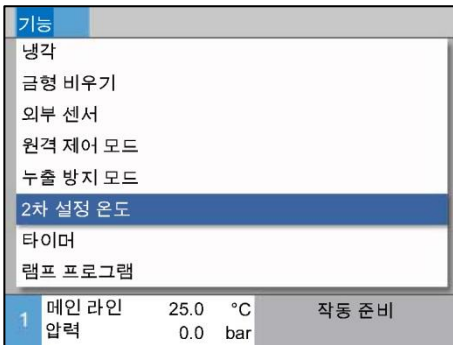 기능
냉각
금형 비우기
외부 센서
원격 제어 모드
누출 방지 모드
2차 설정 온도
타이머
램프 프로그램
1 메인 라인 25.0 °C 작동 준비
압력 0.0 bar